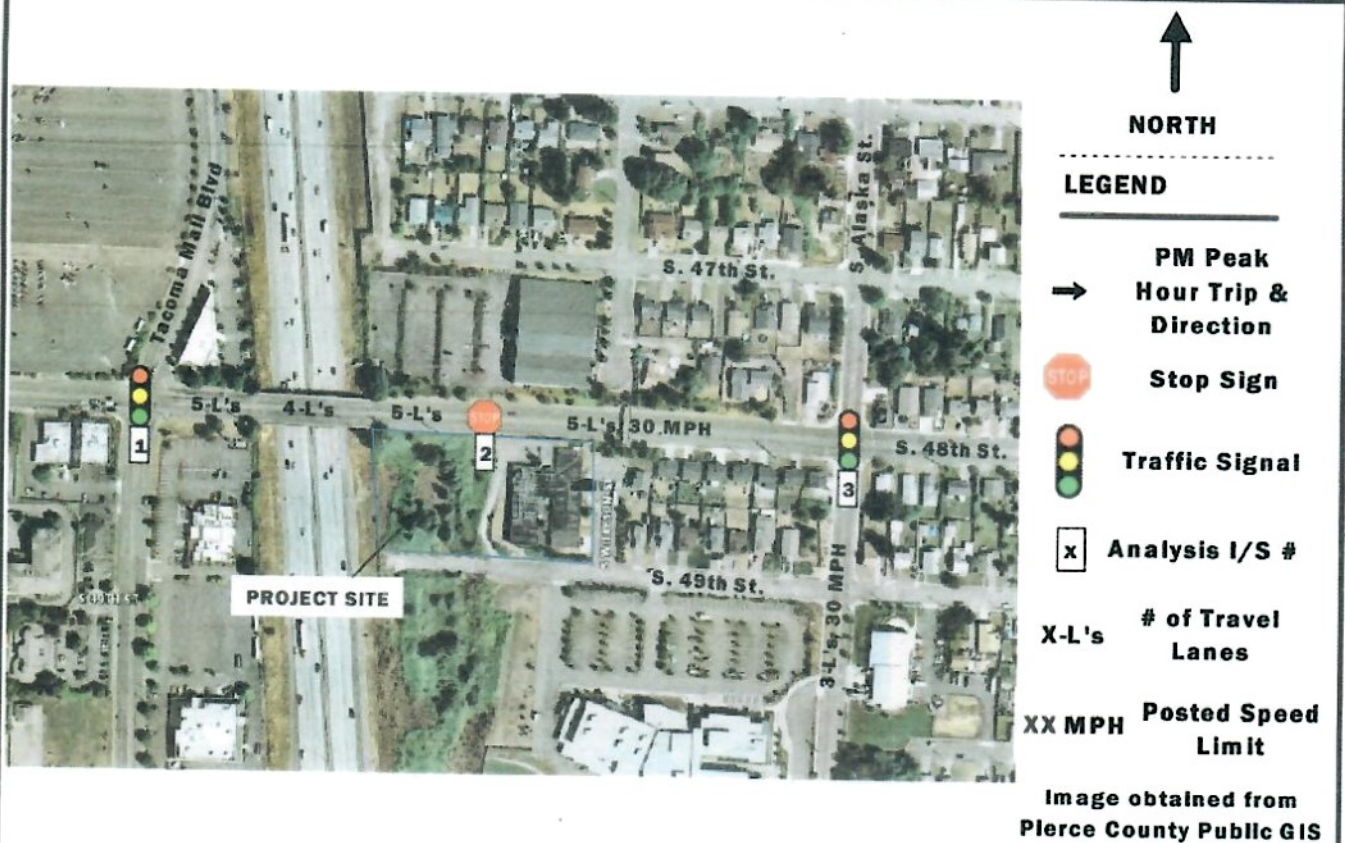 NORTH
LEGEND
PM Peak
Hour Trip &
Direction
STOP
Stop Sign
Traffic Signal
x
Analysis I/S #
X-L's
# of Travel
Lanes
XX MPH
Posted Speed
Limit
Image obtained from
Pierce County Public GIS
Tacoma Mall Blvd
S. Alaska St.
S. 47th St.
5-L's
4-L's
5-L's
STOP
5-L's, 30 MPH
S. 48th St.
1
2
3
PROJECT SITE
S. 49th St.
3-L's, 30 MPH